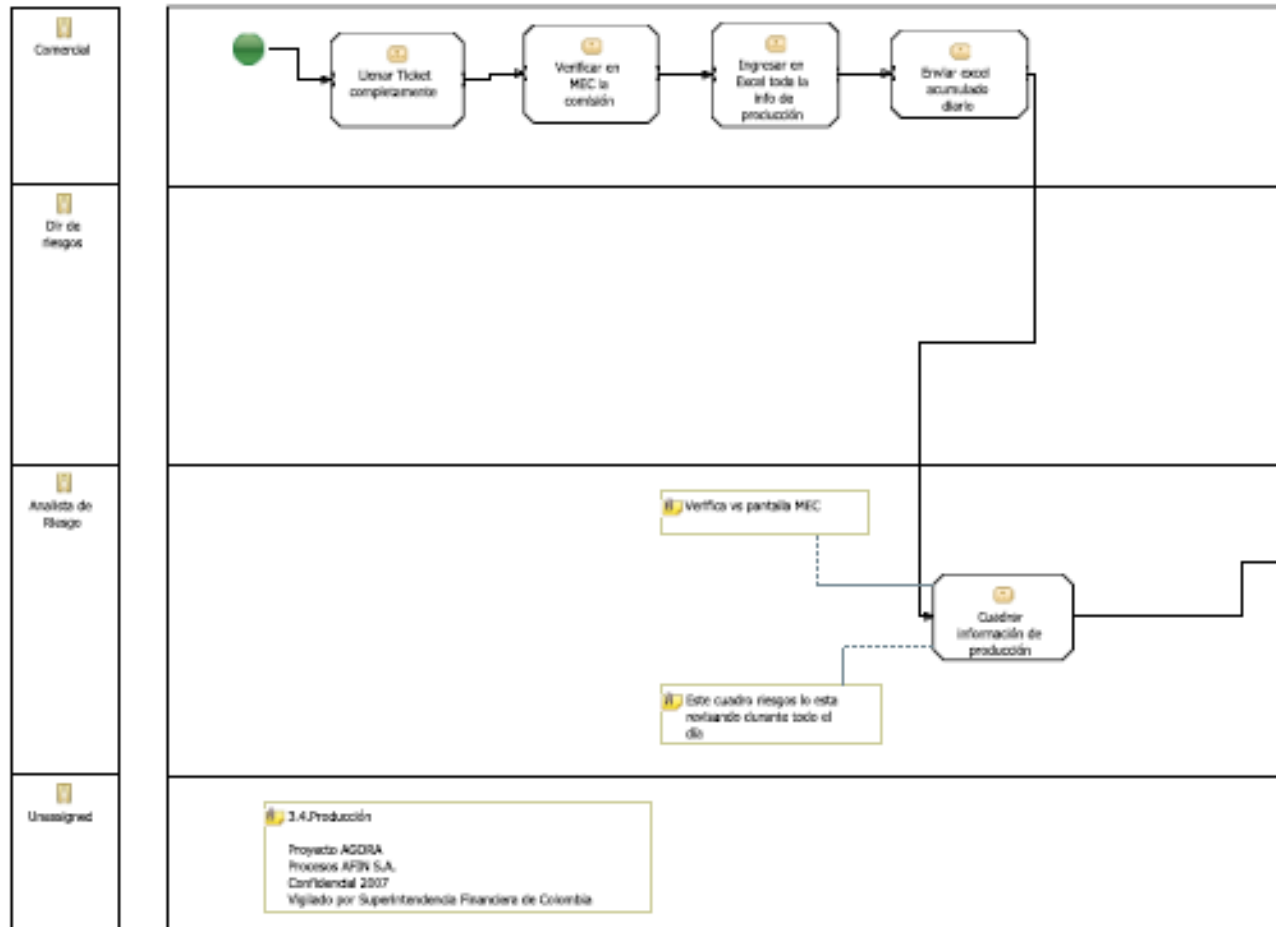 Comercial
Llenar Ticket
completamente
Verificar en
MEC la
comisión
Ingresar en
Excel toda la
info de
producción
Enviar excel
acumulado
diario
Dir de
riesgos
Analista de
Riesgo
Verifica vs pantalla MEC
Cuadrar
información de
producción
Este cuadro riesgos lo esta
revisando durante todo el
día
Unassigned
3.4.Producción
Proyecto AGORA
Procesos AFIN S.A.
Confidencial 2007
Vigilado por Superintendencia Financiera de Colombia